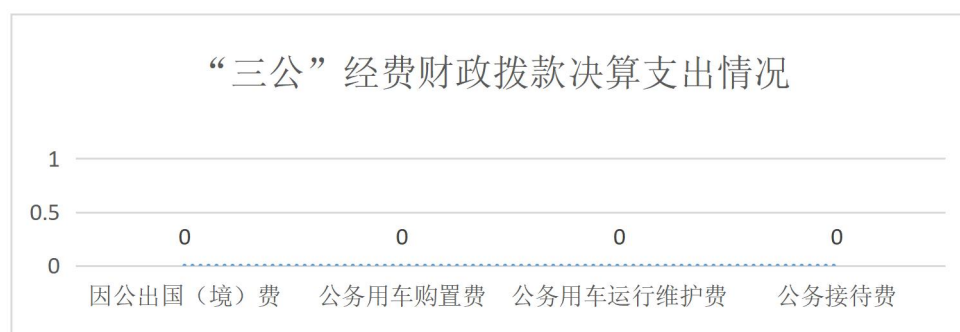 “三公”经费财政拨款决算支出情况
1
0.5
0
0 0 0 0
因公出国（境）费 公务用车购置费 公务用车运行维护费 公务接待费